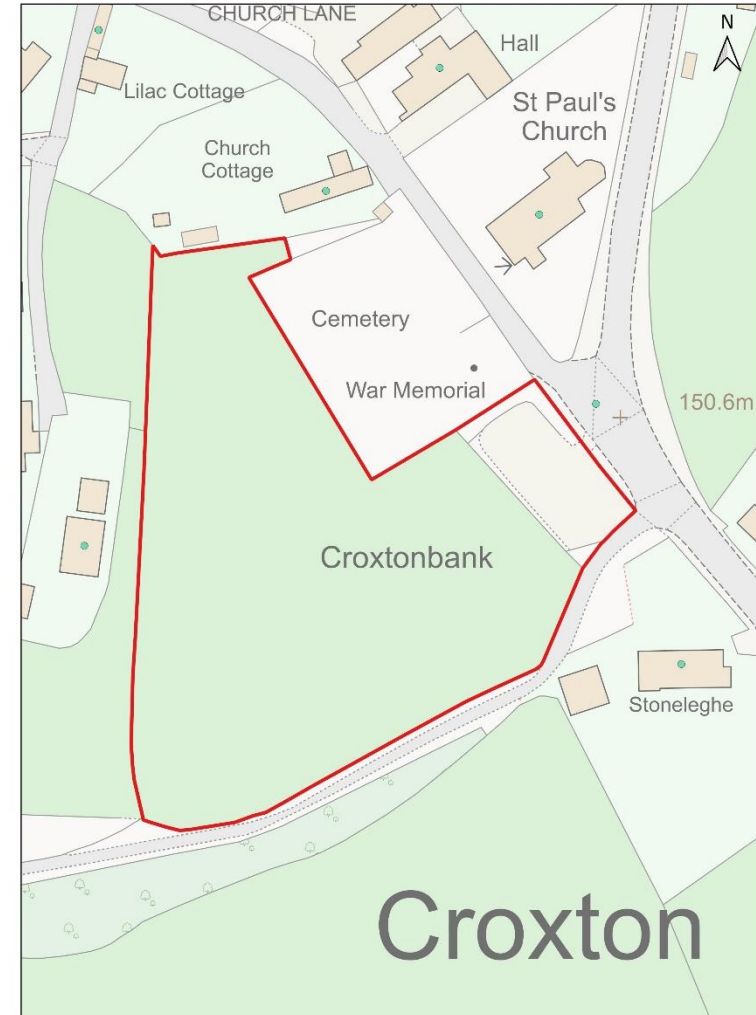 CHURCH LANE
N
Hall
Lilac Cottage
St Paul's
Church
Church
Cottage
Cemetery
War Memorial
150.6m
Croxtonbank
Stoneleghe
Croxton